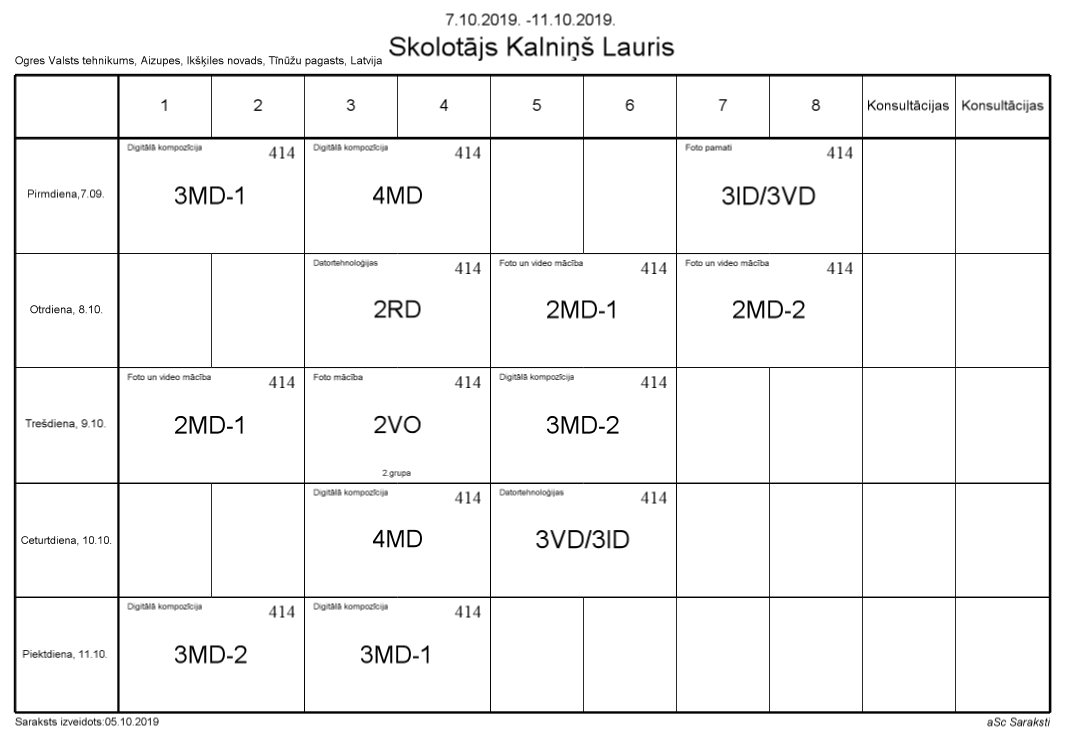 7.10.2019. -11.10.2019.
Skolotājs Kalniņš Lauris
Ogres Valsts tehnikums, Aizupes, Ikšķiles novads, Tīnūžu pagasts, Latvija
1 2 3 4 5 6 7 8 Konsultācijas Konsultācijas
Digitālā kompozīcija 414 Digitālā kompozīcija 414 Foto pamati 414
Pirmdiena,7.09. 3MD-1 4MD 3ID/3VD
Datortehnoloģijas 414 Foto un video mācība 414 Foto un video mācība 414
Otrdiena, 8.10. 2RD 2MD-1 2MD-2
Foto un video mācība 414 Foto mācība 414 Digitālā kompozīcija 414
Trešdiena, 9.10. 2MD-1 2VO 3MD-2
2.grupa
Digitālā kompozīcija 414 Datortehnoloģijas 414
Ceturtdiena, 10.10. 4MD 3VD/3ID
Digitālā kompozīcija 414 Digitālā kompozīcija 414
Piektdiena, 11.10. 3MD-2 3MD-1
Saraksts izveidots:05.10.2019 aSc Saraksti